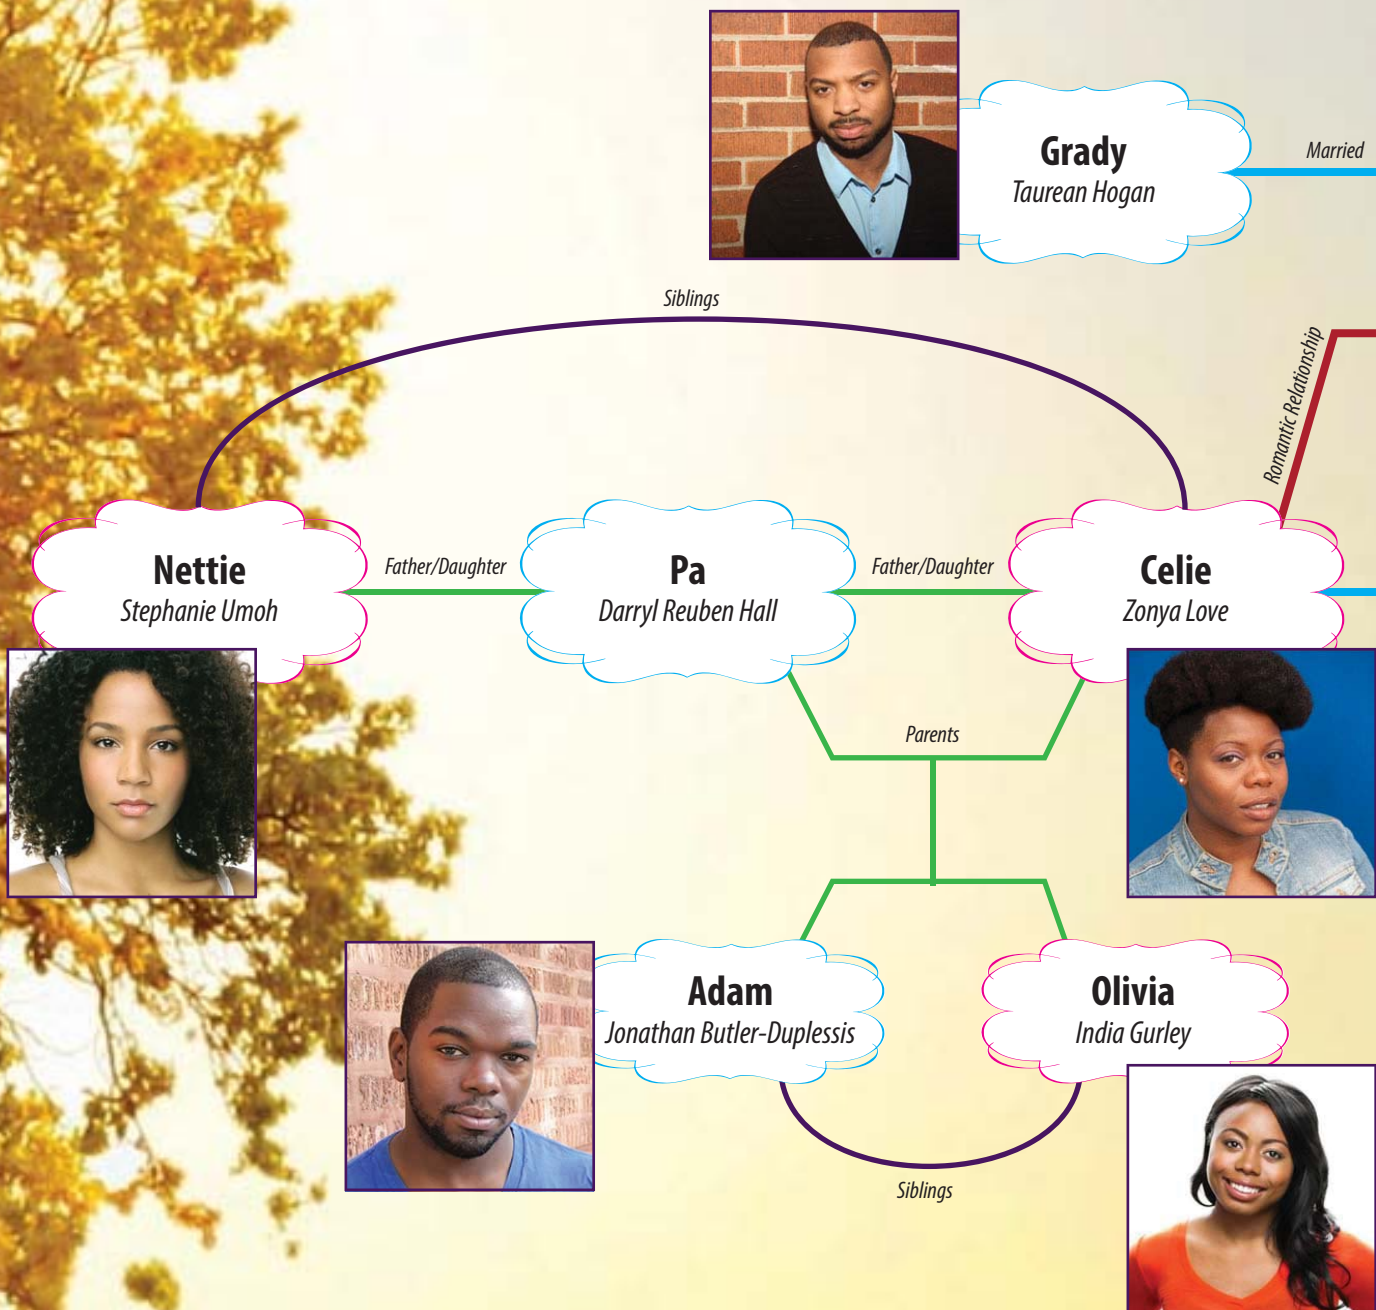 Grady
Taurean Hogan
Married
Siblings
Romantic Relationship
Nettie
Stephanie Umoh
Father/Daughter
Pa
Darryl Reuben Hall
Father/Daughter
Celie
Zonya Love
Parents
Adam
Jonathan Butler-Duplessis
Olivia
India Gurley
Siblings